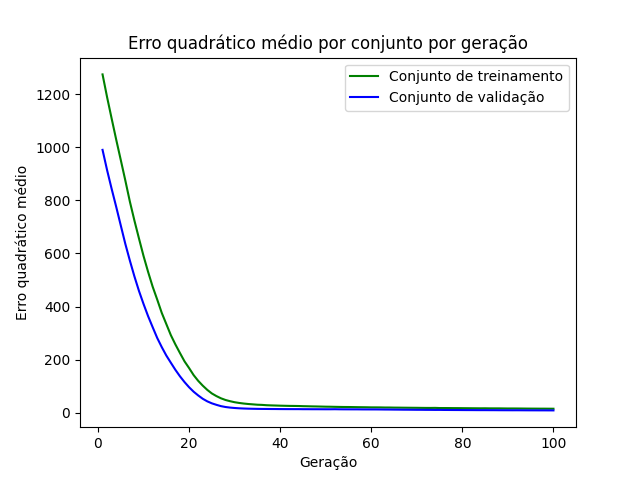 Erro quadrático médio por conjunto por geração
Conjunto de treinamento
Conjunto de validação
Erro quadrático médio
1200
1000
800
600
400
200
0
0 20 40 60 80 100
Geração